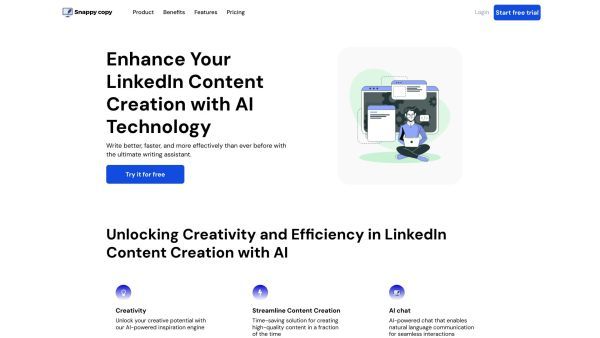 Snappy copy
Product
Benefits
Features
Pricing
Login
Start free trial
Enhance Your
LinkedIn Content
Creation with AI
Technology
Write better, faster, and more effectively than ever before with
the ultimate writing assistant.
Try it for free
Unlocking Creativity and Efficiency in LinkedIn
Content Creation with AI
Creativity
Unlock your creative potential with
our AI-powered inspiration engine
Streamline Content Creation
Time-saving solution for creating
high-quality content in a fraction
of the time
AI chat
AI-powered chat that enables
natural language communication
for seamless interactions